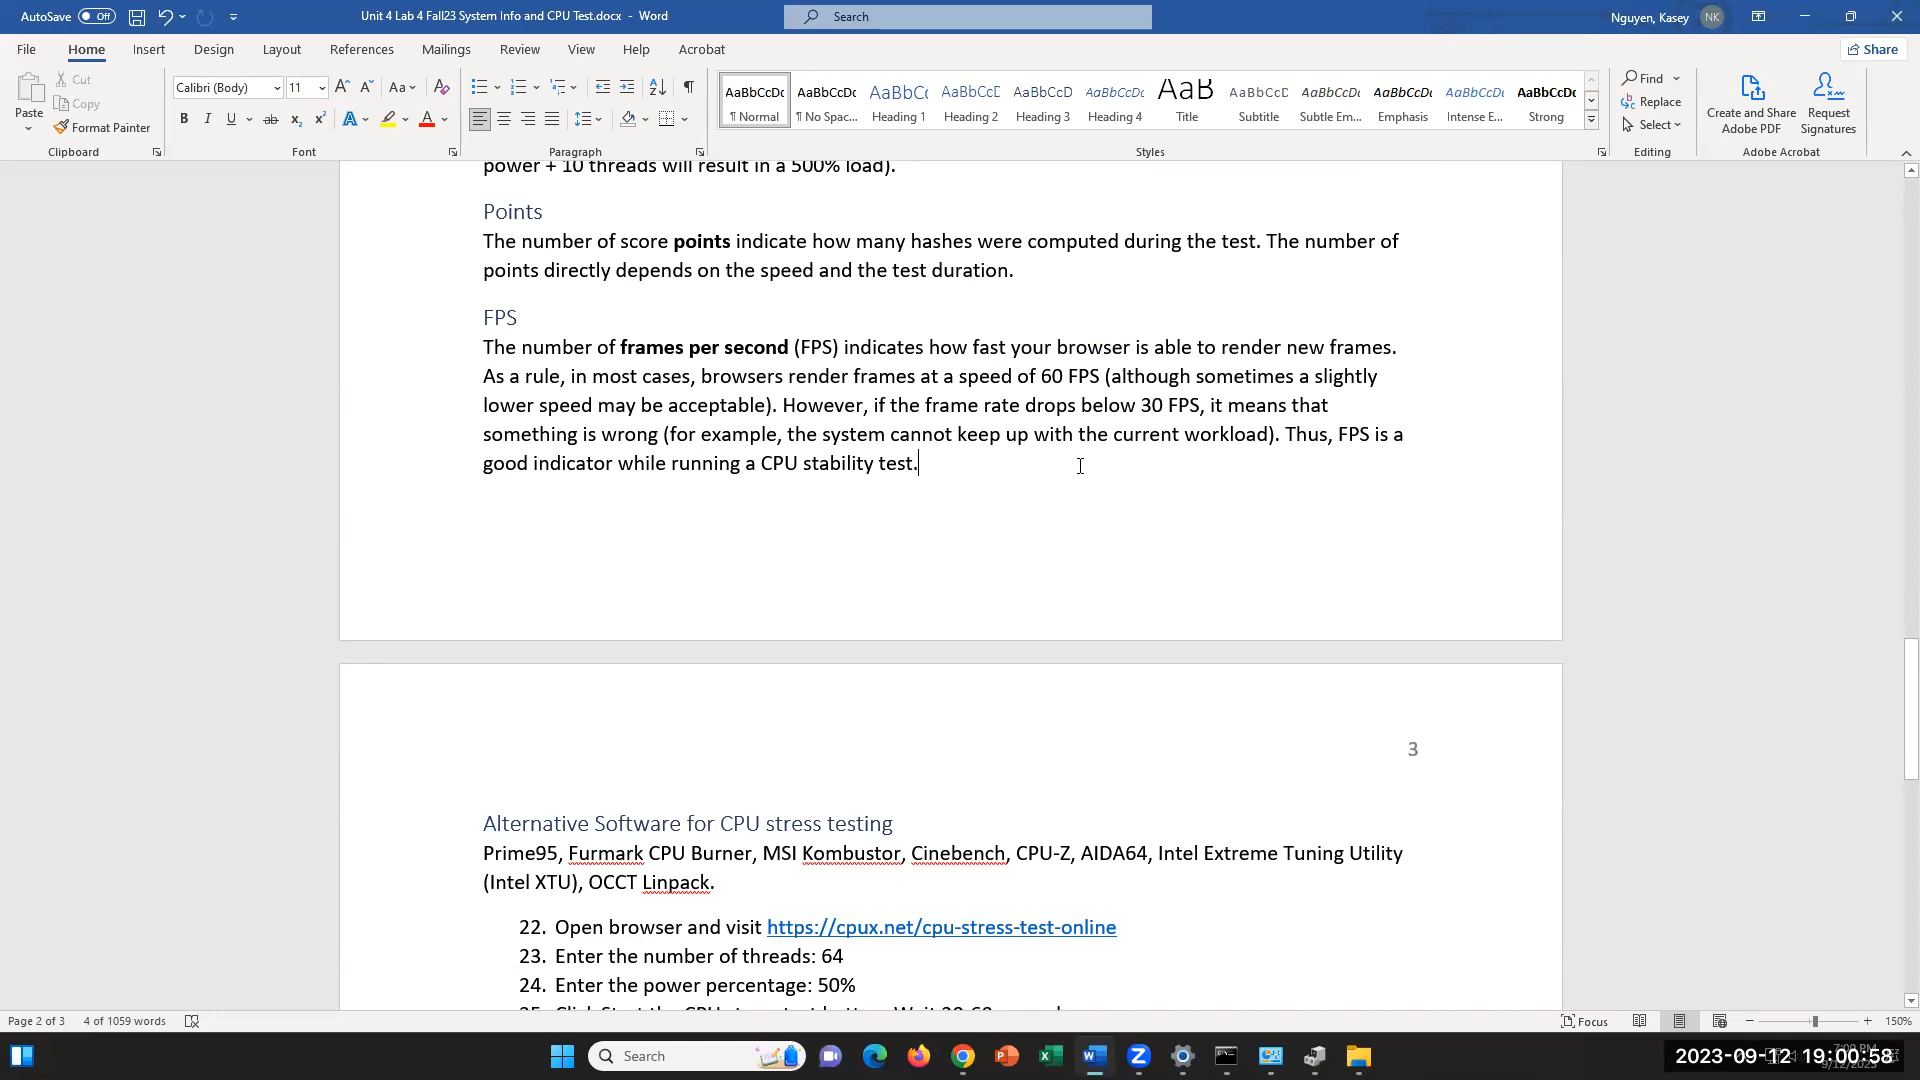 AutoSave Off Unit 4 Lab 4 Fall23 System Info and CPU Test.docx - Word Search Nguyen, Kasey NK
File Home Insert Design Layout References Mailings Review View Help Acrobat Share
Paste Cut Copy Format Painter
Calibri (Body) 11
AaBbCcDc AaBbCcDc AaBbCc AaBbCcD AaBbCcDc AaBbCcDc AaB AaBbCcD AaBbCcDc AaBbCcDc AaBbCcDc AaBbCcDc
¶ Normal ¶ No Spac... Heading 1 Heading 2 Heading 3 Heading 4 Title Subtitle Subtle Em... Emphasis Intense E... Strong
Find Replace Select
Create and Share Adobe PDF Request Signatures
Clipboard Font Paragraph Styles Editing Adobe Acrobat
power + 10 threads will result in a 500% load).
Points
The number of score points indicate how many hashes were computed during the test. The number of
points directly depends on the speed and the test duration.
FPS
The number of frames per second (FPS) indicates how fast your browser is able to render new frames.
As a rule, in most cases, browsers render frames at a speed of 60 FPS (although sometimes a slightly
lower speed may be acceptable). However, if the frame rate drops below 30 FPS, it means that
something is wrong (for example, the system cannot keep up with the current workload). Thus, FPS is a
good indicator while running a CPU stability test.
3
Alternative Software for CPU stress testing
Prime95, Furmark CPU Burner, MSI Kombustor, Cinebench, CPU-Z, AIDA64, Intel Extreme Tuning Utility
(Intel XTU), OCCT Linpack.
22. Open browser and visit https://cpux.net/cpu-stress-test-online
23. Enter the number of threads: 64
24. Enter the power percentage: 50%
Page 2 of 3 4 of 1059 words Focus 150%
Search
2023-09-12 19:00:58